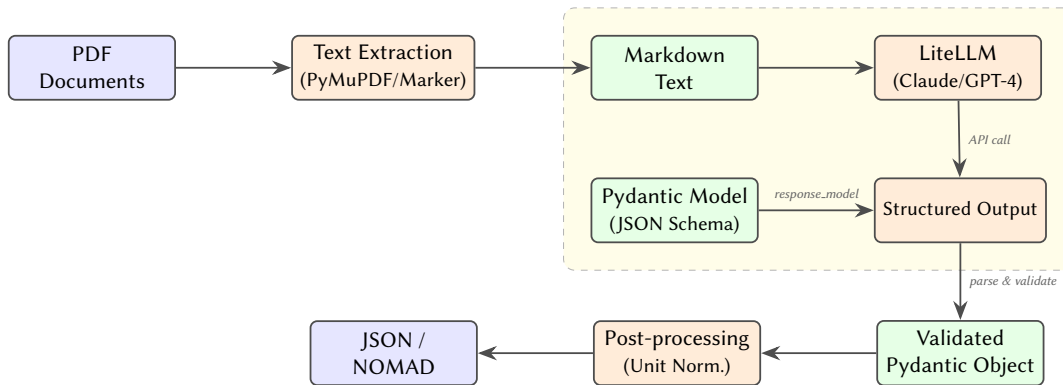 PDF
Documents
Text Extraction
(PyMuPDF/Marker)
Markdown
Text
LiteLLM
(Claude/GPT-4)
API call
Pydantic Model
(JSON Schema)
response_model
Structured Output
parse & validate
JSON /
NOMAD
Post-processing
(Unit Norm.)
Validated
Pydantic Object